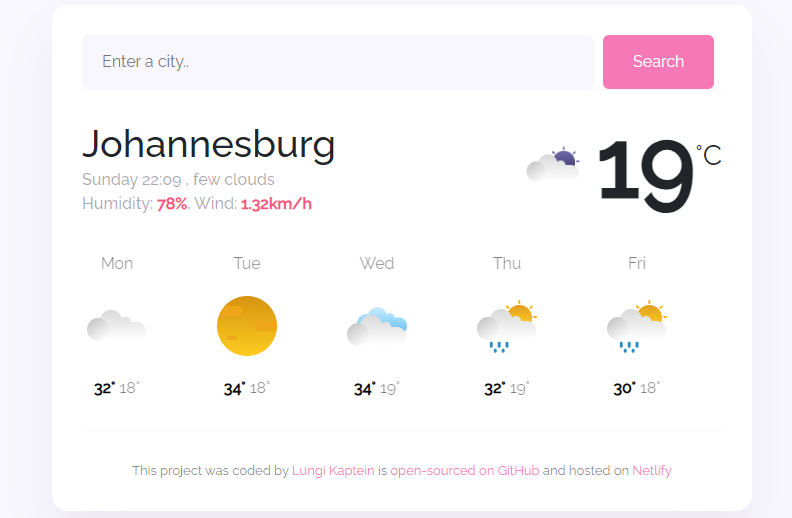 Enter a city..
Search
Johannesburg
19°C
Sunday 22:09 , few clouds
Humidity: 78%, Wind: 1.32km/h
Mon Tue Wed Thu Fri
32° 18° 34° 18° 34° 19° 32° 19° 30° 18°
This project was coded by Lungi Kaptein is open-sourced on GitHub and hosted on Netlify